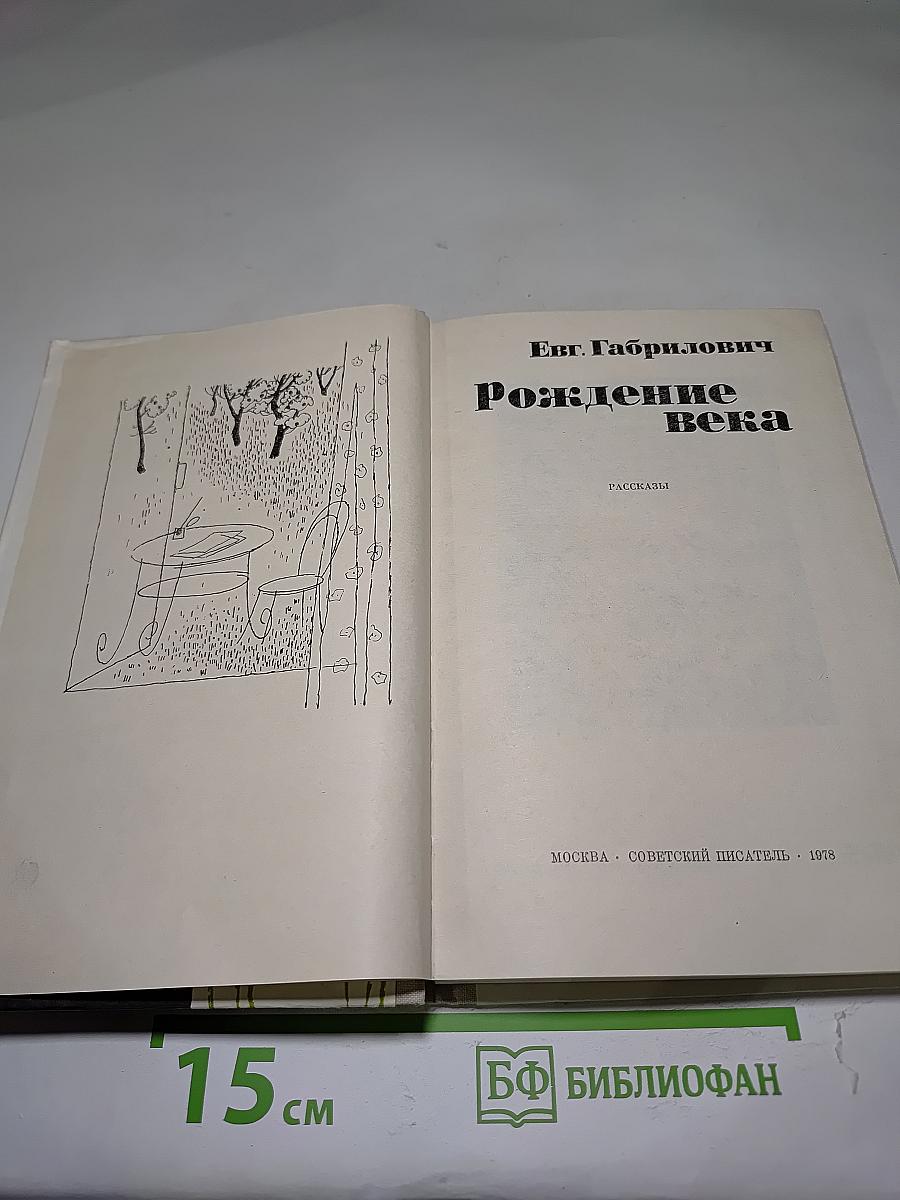 Евг. Габрилович
Рождение
века
РАССКАЗЫ
МОСКВА · СОВЕТСКИЙ ПИСАТЕЛЬ · 1978
15 см
БФ БИБЛИОФАН